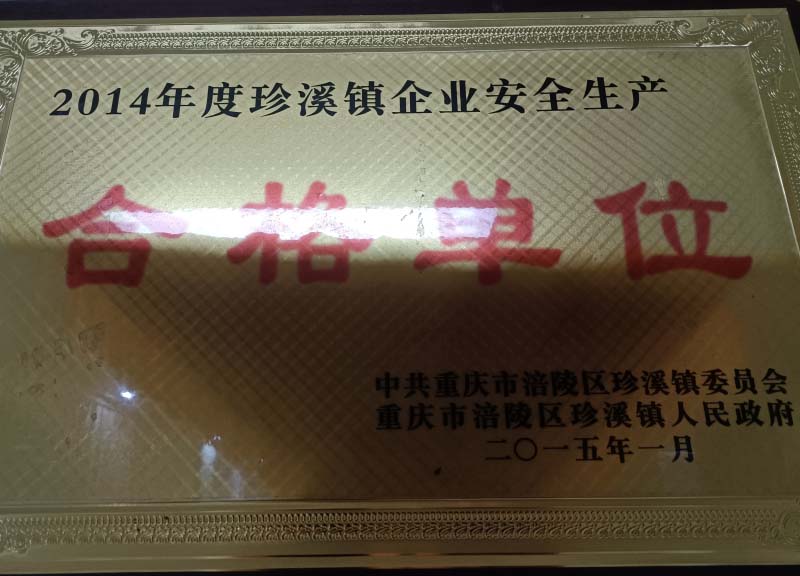 2014年度珍溪镇企业安全生产
合格单位
中共重庆市涪陵区珍溪镇委员会
重庆市涪陵区珍溪镇人民政府
二〇一五年一月